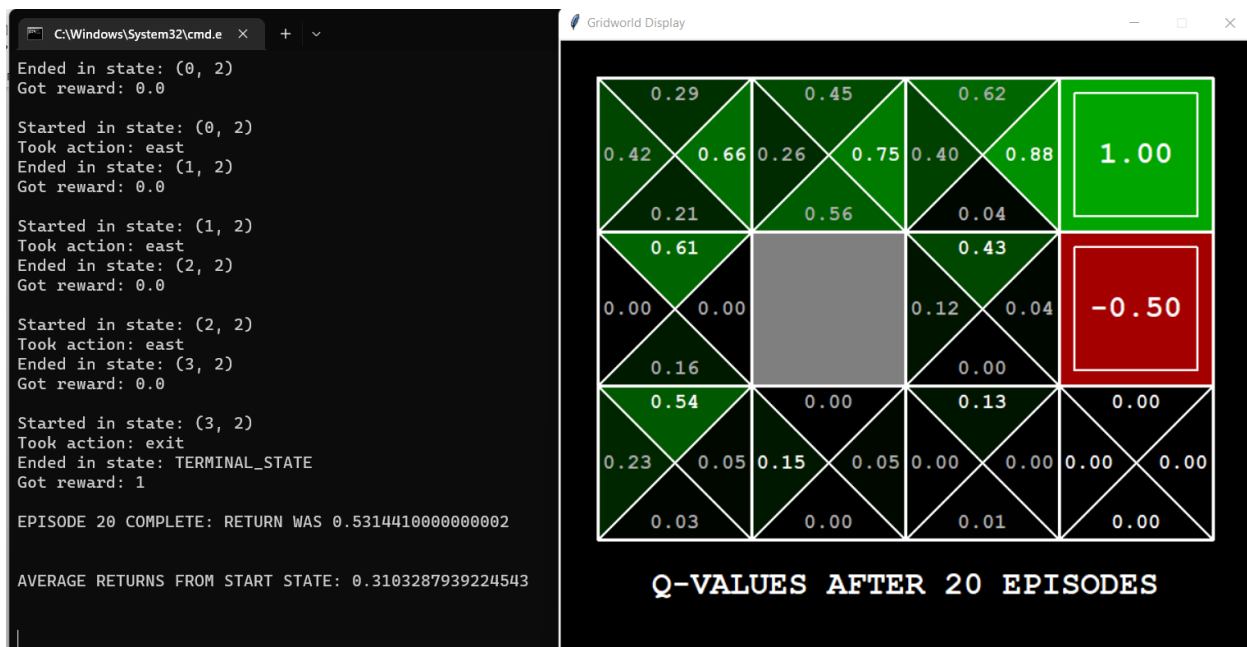 C:\Windows\System32\cmd.e
Ended in state: (0, 2)
Got reward: 0.0
Started in state: (0, 2)
Took action: east
Ended in state: (1, 2)
Got reward: 0.0
Started in state: (1, 2)
Took action: east
Ended in state: (2, 2)
Got reward: 0.0
Started in state: (2, 2)
Took action: east
Ended in state: (3, 2)
Got reward: 0.0
Started in state: (3, 2)
Took action: exit
Ended in state: TERMINAL_STATE
Got reward: 1
EPISODE 20 COMPLETE: RETURN WAS 0.5314410000000002
AVERAGE RETURNS FROM START STATE: 0.3103287939224543
Gridworld Display
0.29 0.45 0.62
0.42 0.66 0.26 0.75 0.40 0.88 1.00
0.21 0.56 0.04
0.61 0.43
0.00 0.00 0.12 0.04 -0.50
0.16 0.00
0.54 0.00 0.13 0.00
0.23 0.05 0.15 0.05 0.00 0.00 0.00 0.00
0.03 0.00 0.01 0.00
Q-VALUES AFTER 20 EPISODES